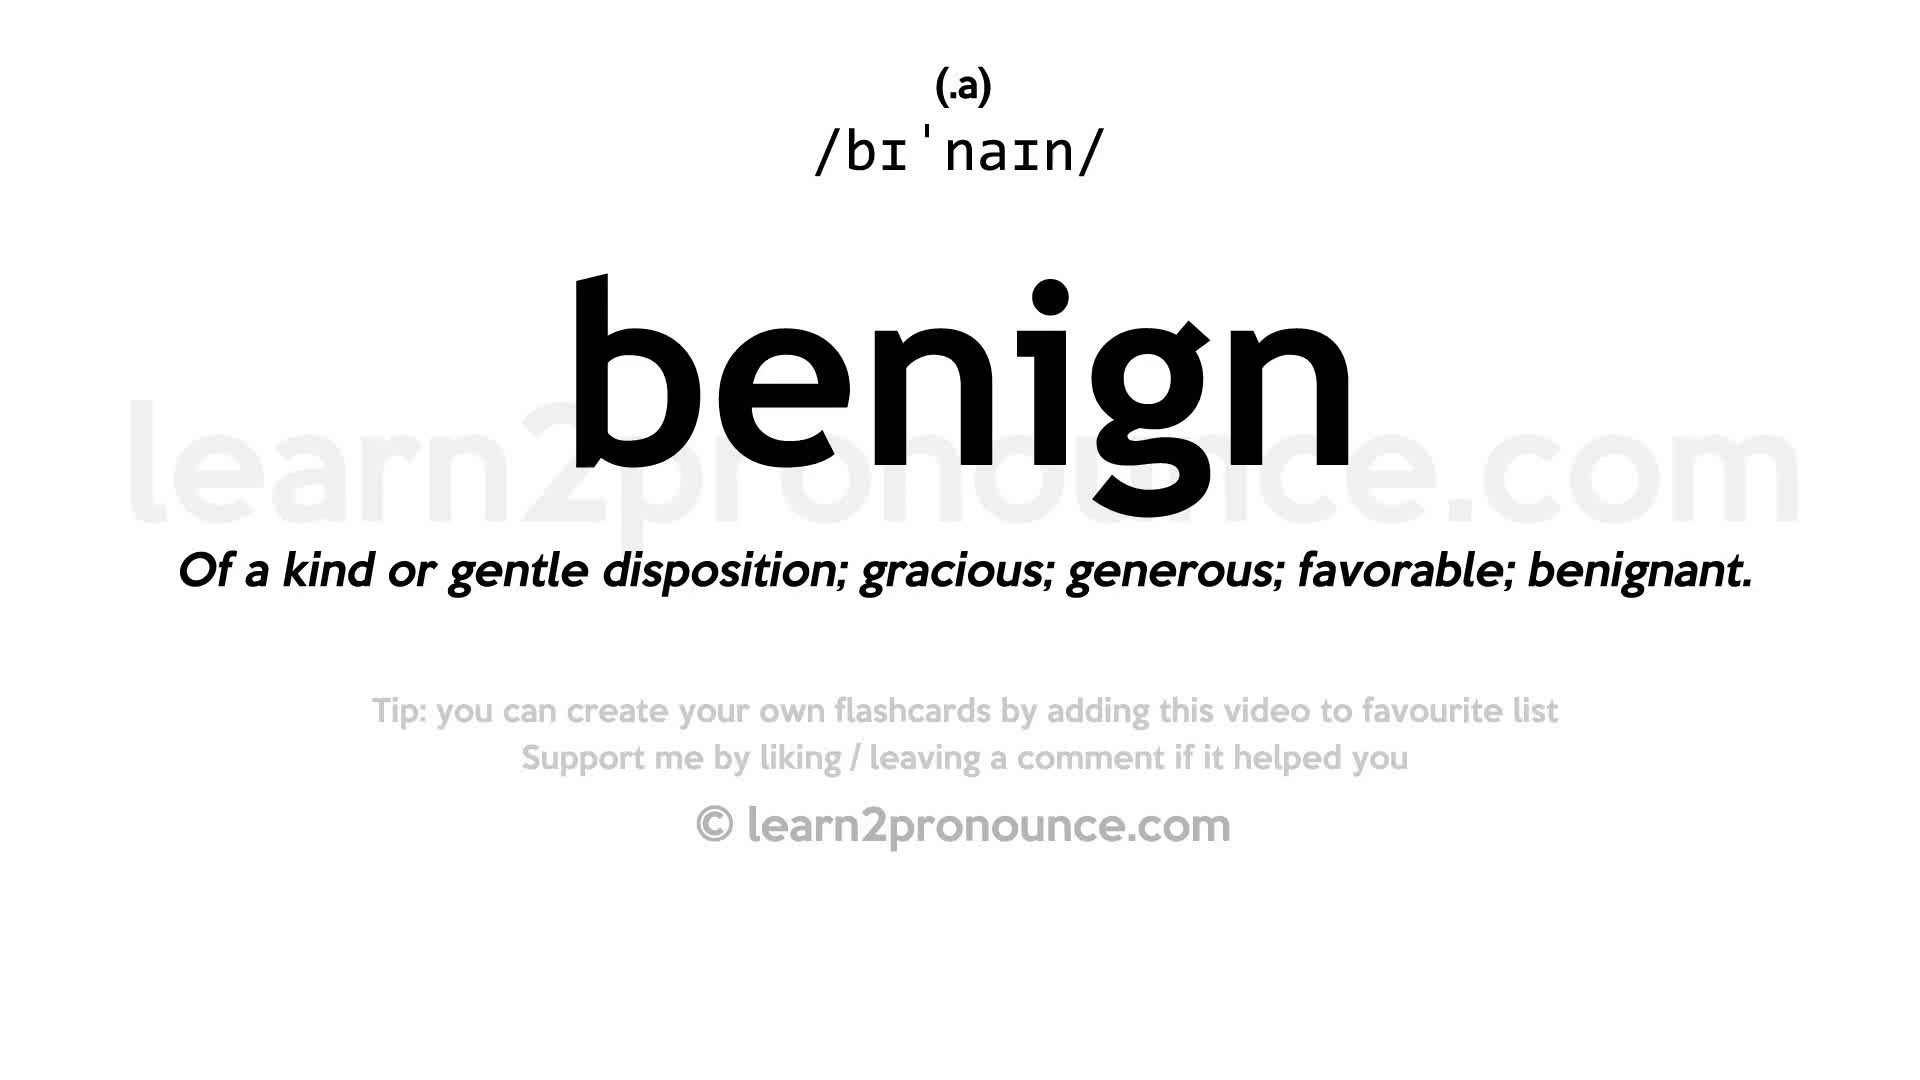 (.a)
/bɪˈnaɪn/
benign
learn2pronounce.com
Of a kind or gentle disposition; gracious; generous; favorable; benignant.
Tip: you can create your own flashcards by adding this video to favourite list
Support me by liking / leaving a comment if it helped you
© learn2pronounce.com